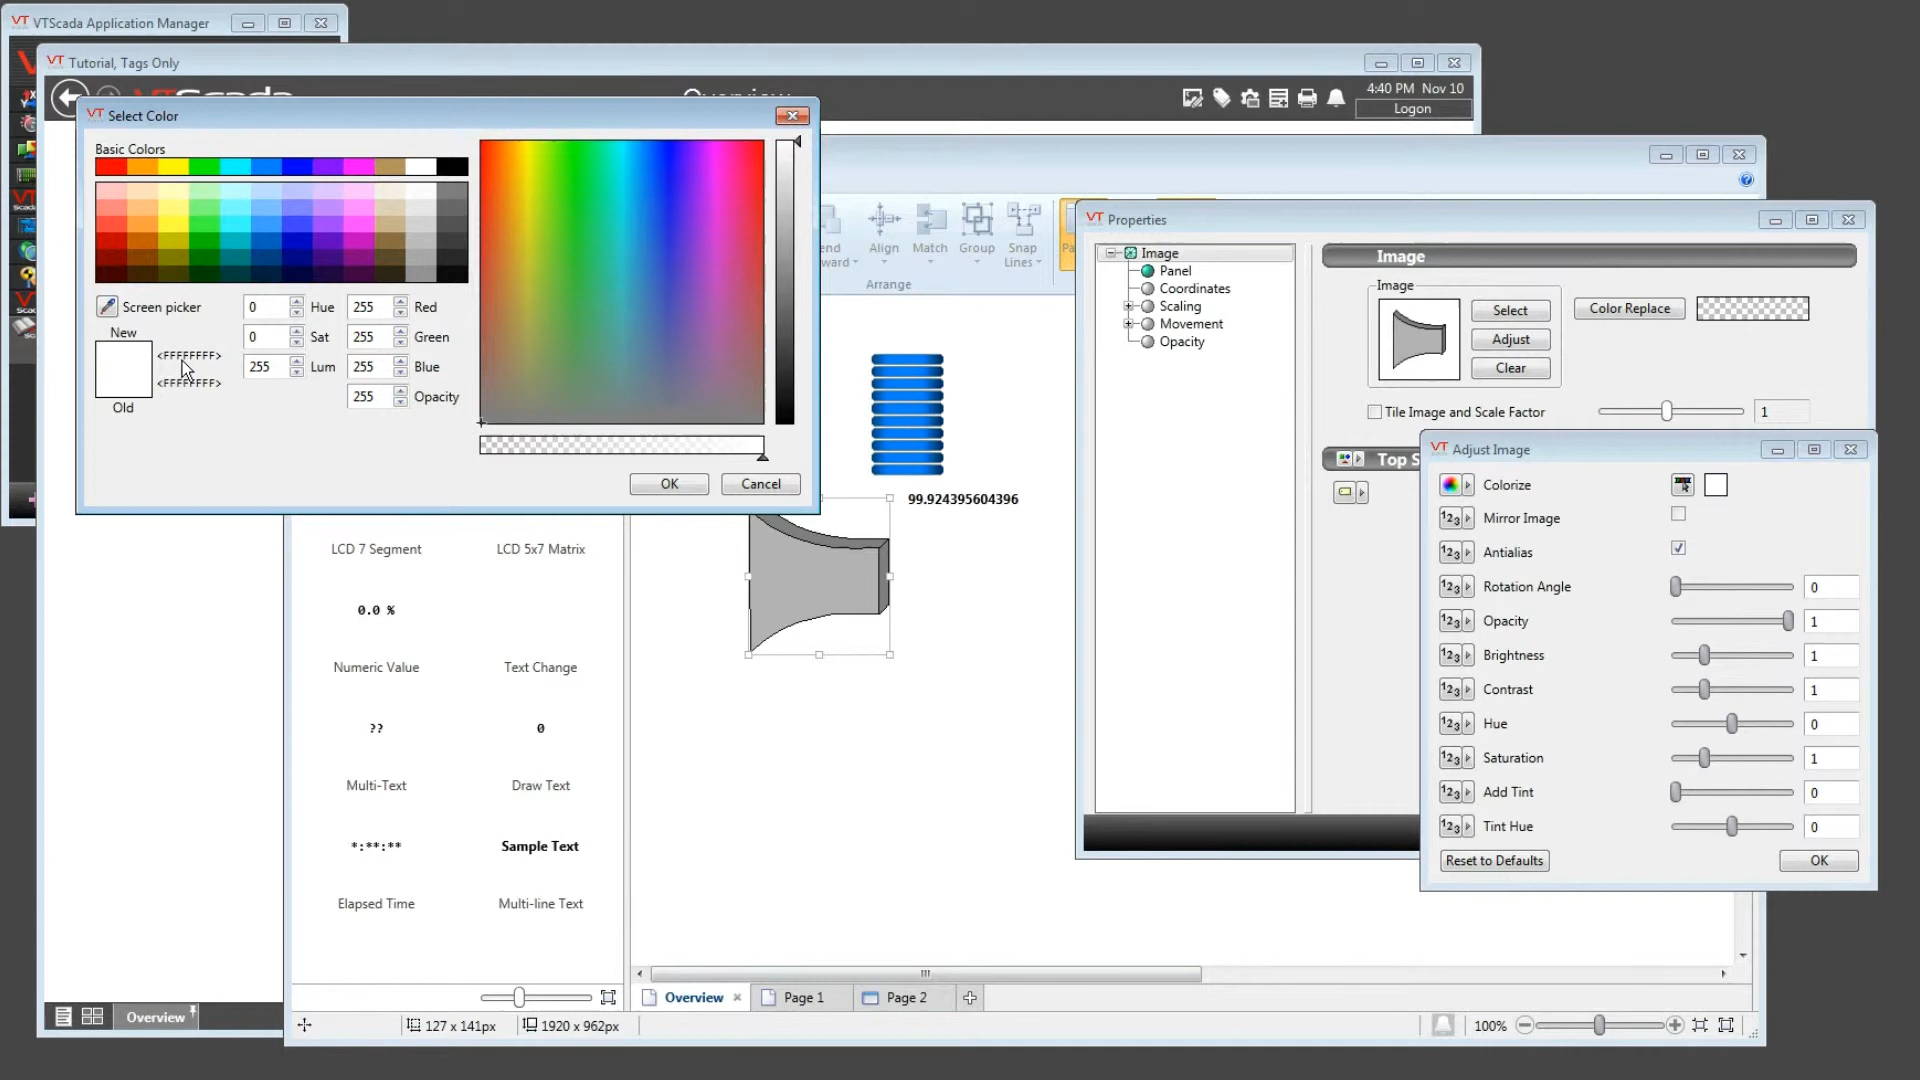 VT VTScada Application Manager
VT Tutorial, Tags Only
4:40 PM Nov 10
Logon
VT Select Color
Basic Colors
Screen picker
0 Hue 255 Red
New
<FFFFFFFF>
0 Sat 255 Green
255 Lum 255 Blue
<FFFFFFFF>
255 Opacity
Old
OK Cancel
Align Match Group Snap
Lines
Arrange
VT Properties
Image
Panel
Coordinates
Scaling
Movement
Opacity
Image
Image
Select
Adjust
Clear
Color Replace
Tile Image and Scale Factor 1
Top S
VT Adjust Image
Colorize
Mirror Image
Antialias
Rotation Angle 0
Opacity 1
Brightness 1
Contrast 1
Hue 0
Saturation 1
Add Tint 0
Tint Hue 0
Reset to Defaults OK
99.924395604396
LCD 7 Segment LCD 5x7 Matrix
0.0 %
Numeric Value Text Change
?? 0
Multi-Text Draw Text
*:**:** Sample Text
Elapsed Time Multi-line Text
Overview Page 1 Page 2
Overview
127 x 141px 1920 x 962px 100%